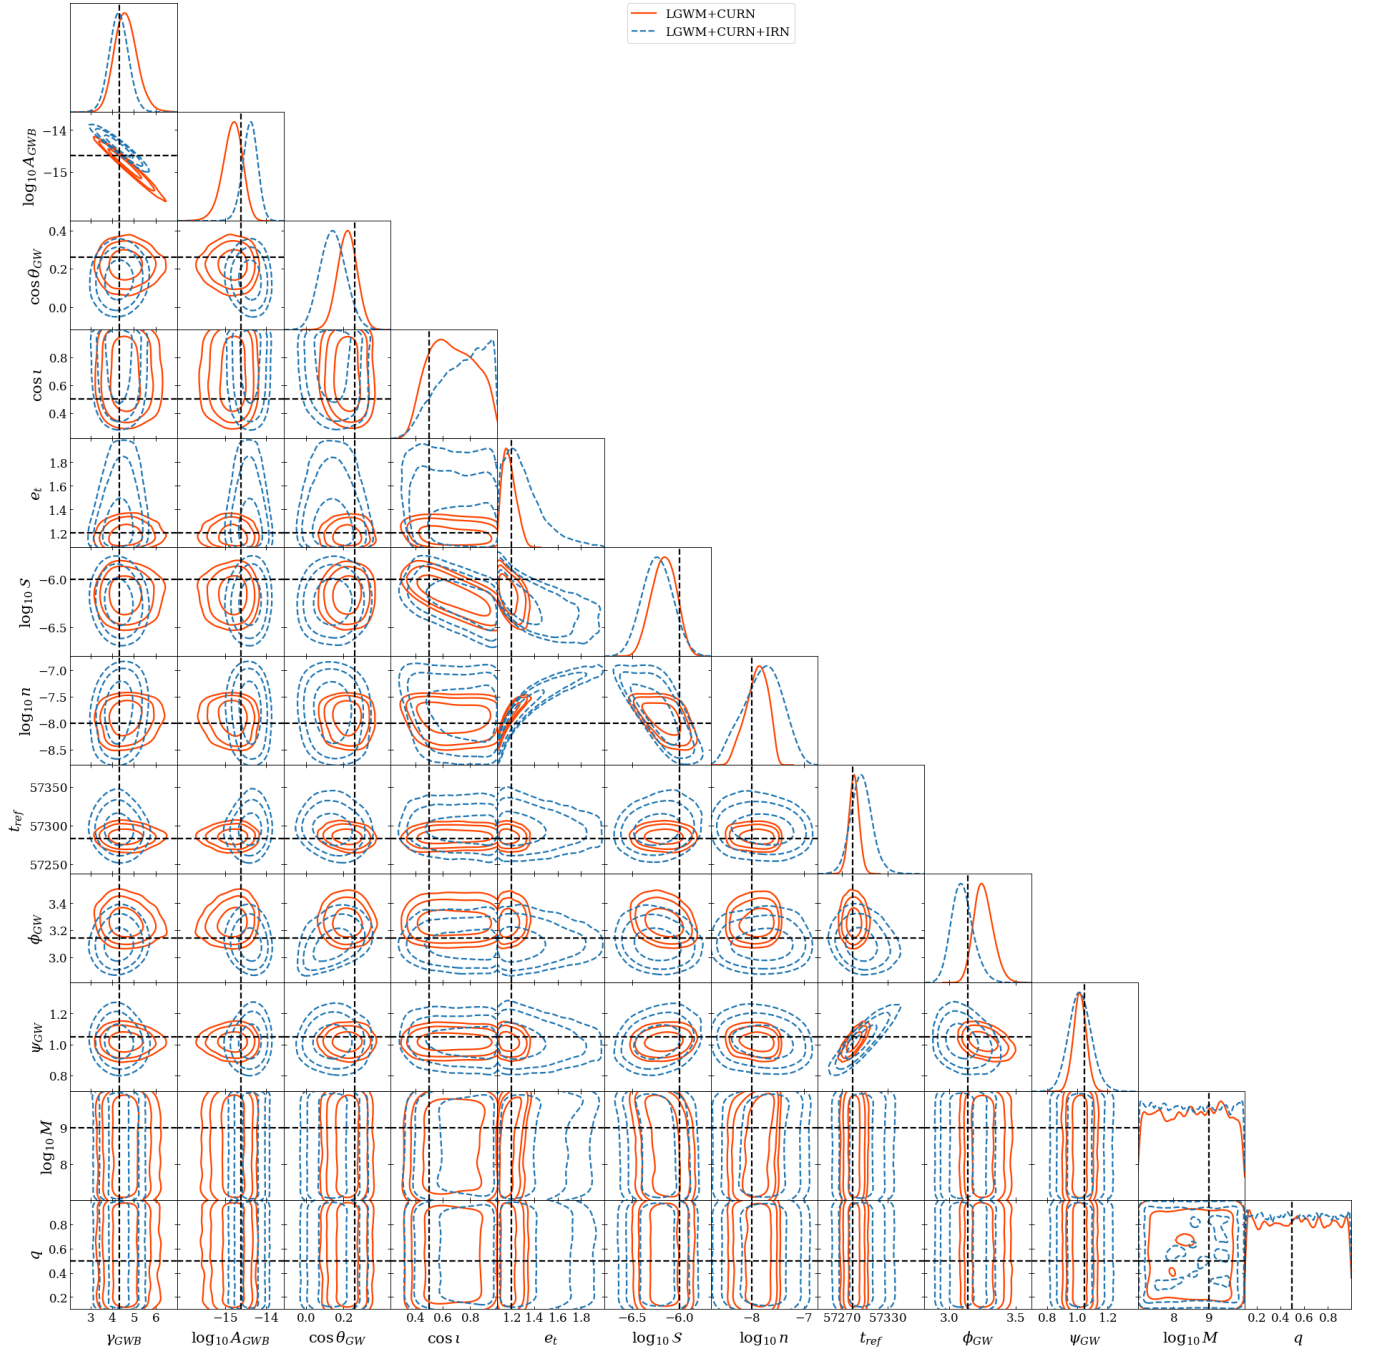 LGWM+CURN
LGWM+CURN+IRN
−14
−15
log₁₀ A_GWB
0.4
0.2
0.0
cos θ_GW
0.8
0.6
0.4
cos ι
1.8
1.6
1.4
1.2
e_t
−6.0
−6.5
log₁₀ S
−7.0
−7.5
−8.0
−8.5
log₁₀ n
57350
57300
57250
t_ref
3.4
3.2
3.0
ϕ_GW
1.2
1.0
0.8
ψ_GW
9
8
log₁₀ M
0.8
0.6
0.4
0.2
q
3 4 5 6 −15 −14 0.0 0.2 0.4 0.6 0.8 1.2 1.4 1.6 1.8 −6.5 −6.0 −8 −7 57270 57330 3.0 3.5 0.8 1.0 1.2 8 9 0.2 0.4 0.6 0.8
γ_GWB log₁₀ A_GWB cos θ_GW cos ι e_t log₁₀ S log₁₀ n t_ref ϕ_GW ψ_GW log₁₀ M q